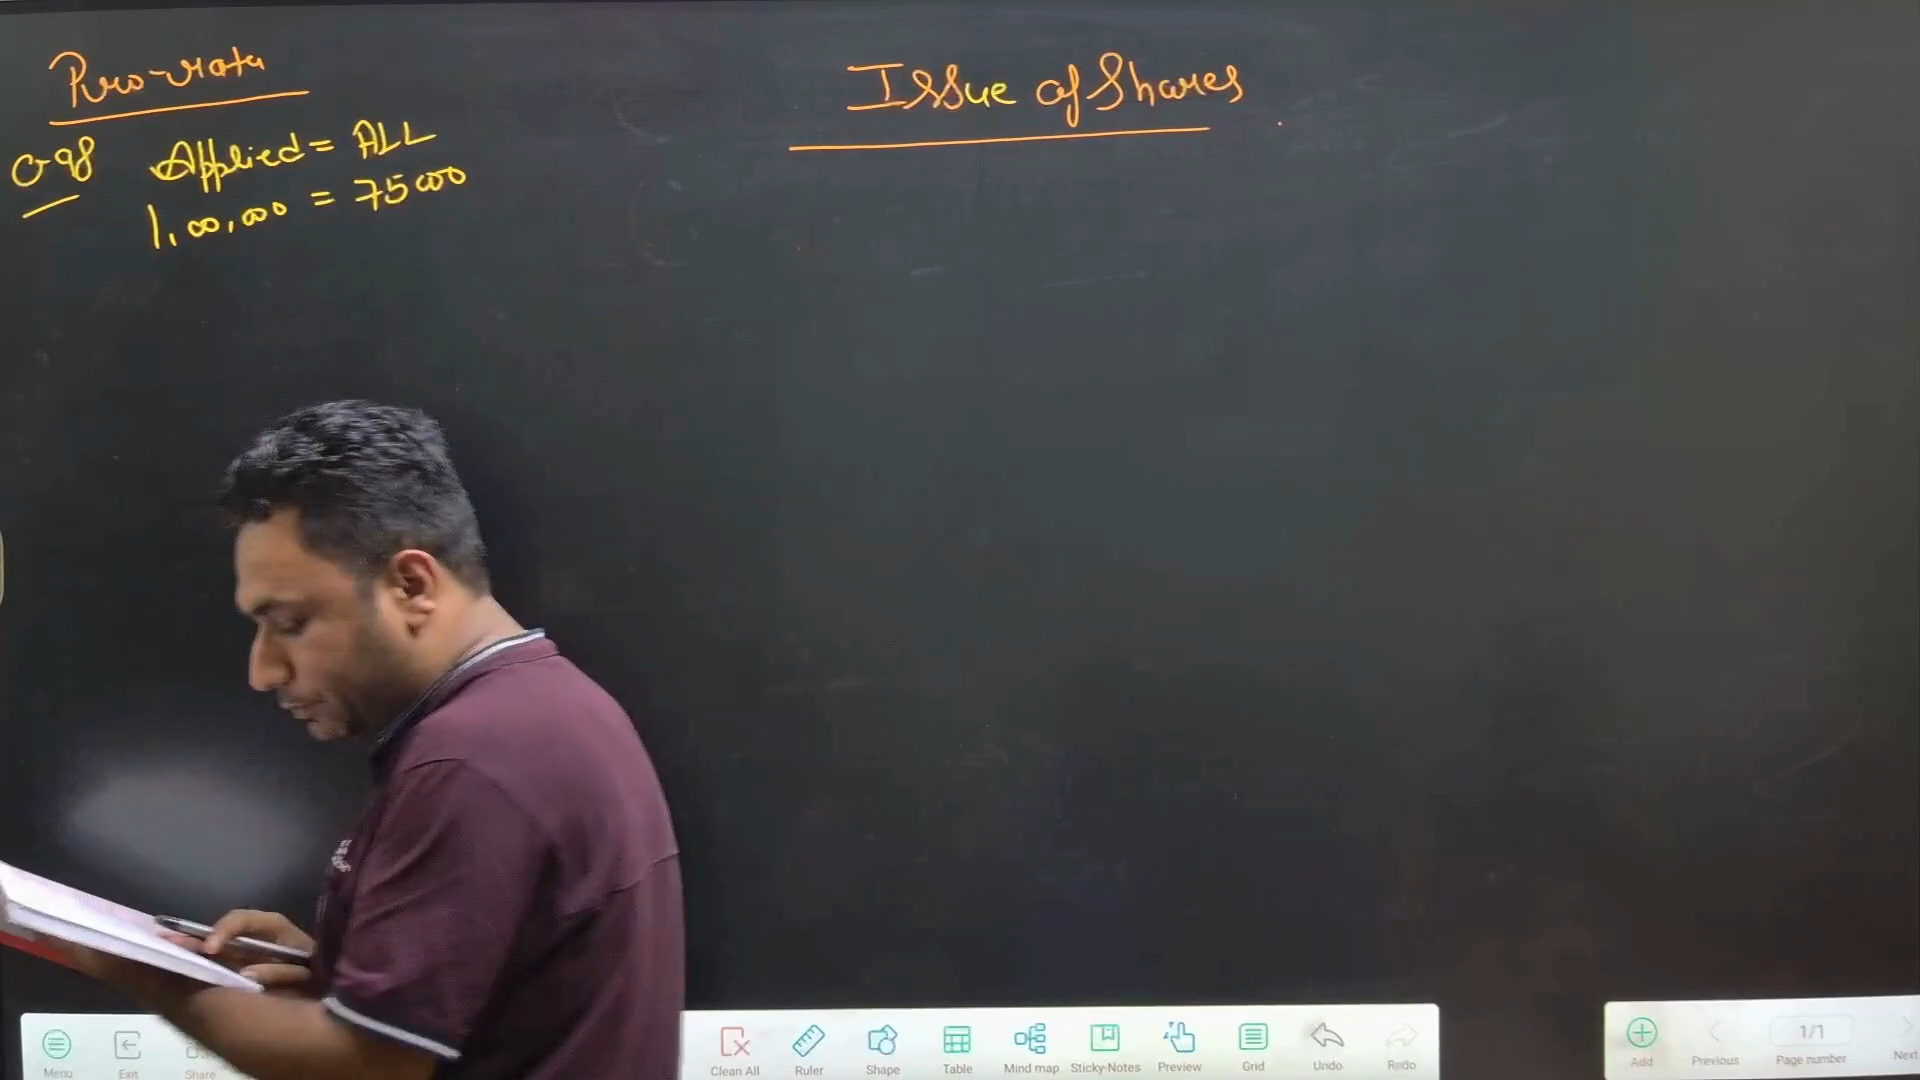 Pro-rata
Issue of Shares
Q-98 Applied = ALL
1,00,000 = 75000
Menu
Exit
Share
Clean All
Ruler
Shape
Table
Mind map
Sticky-Notes
Preview
Grid
Undo
Redo
Add
Previous
1/1
Page number
Next